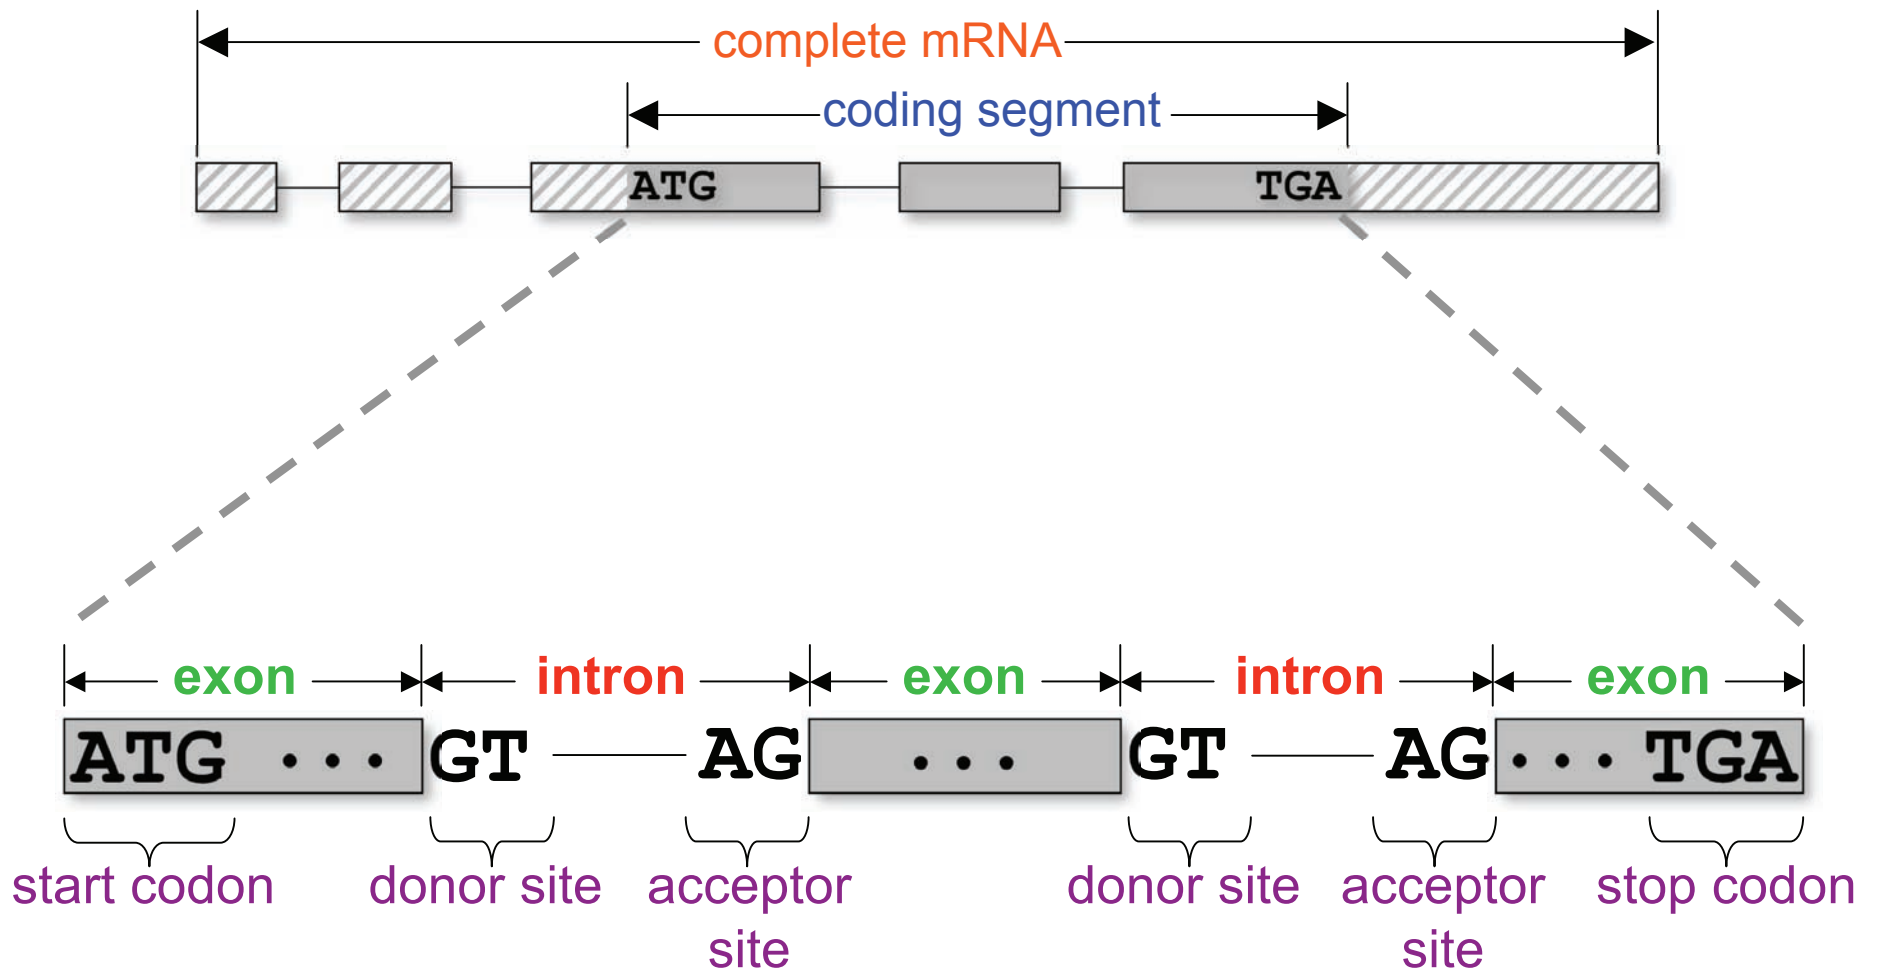 complete mRNA
coding segment
ATG TGA
exon intron exon intron exon
ATG ... GT AG ... GT AG ... TGA
start codon donor site acceptor site donor site acceptor site stop codon